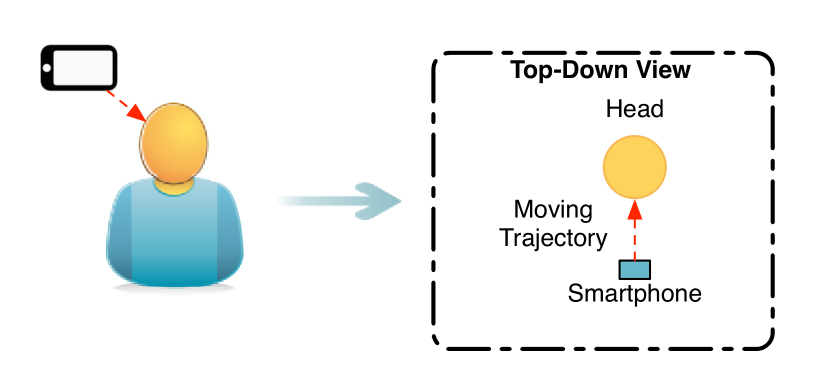 Top-Down View
Head
Moving
Trajectory
Smartphone